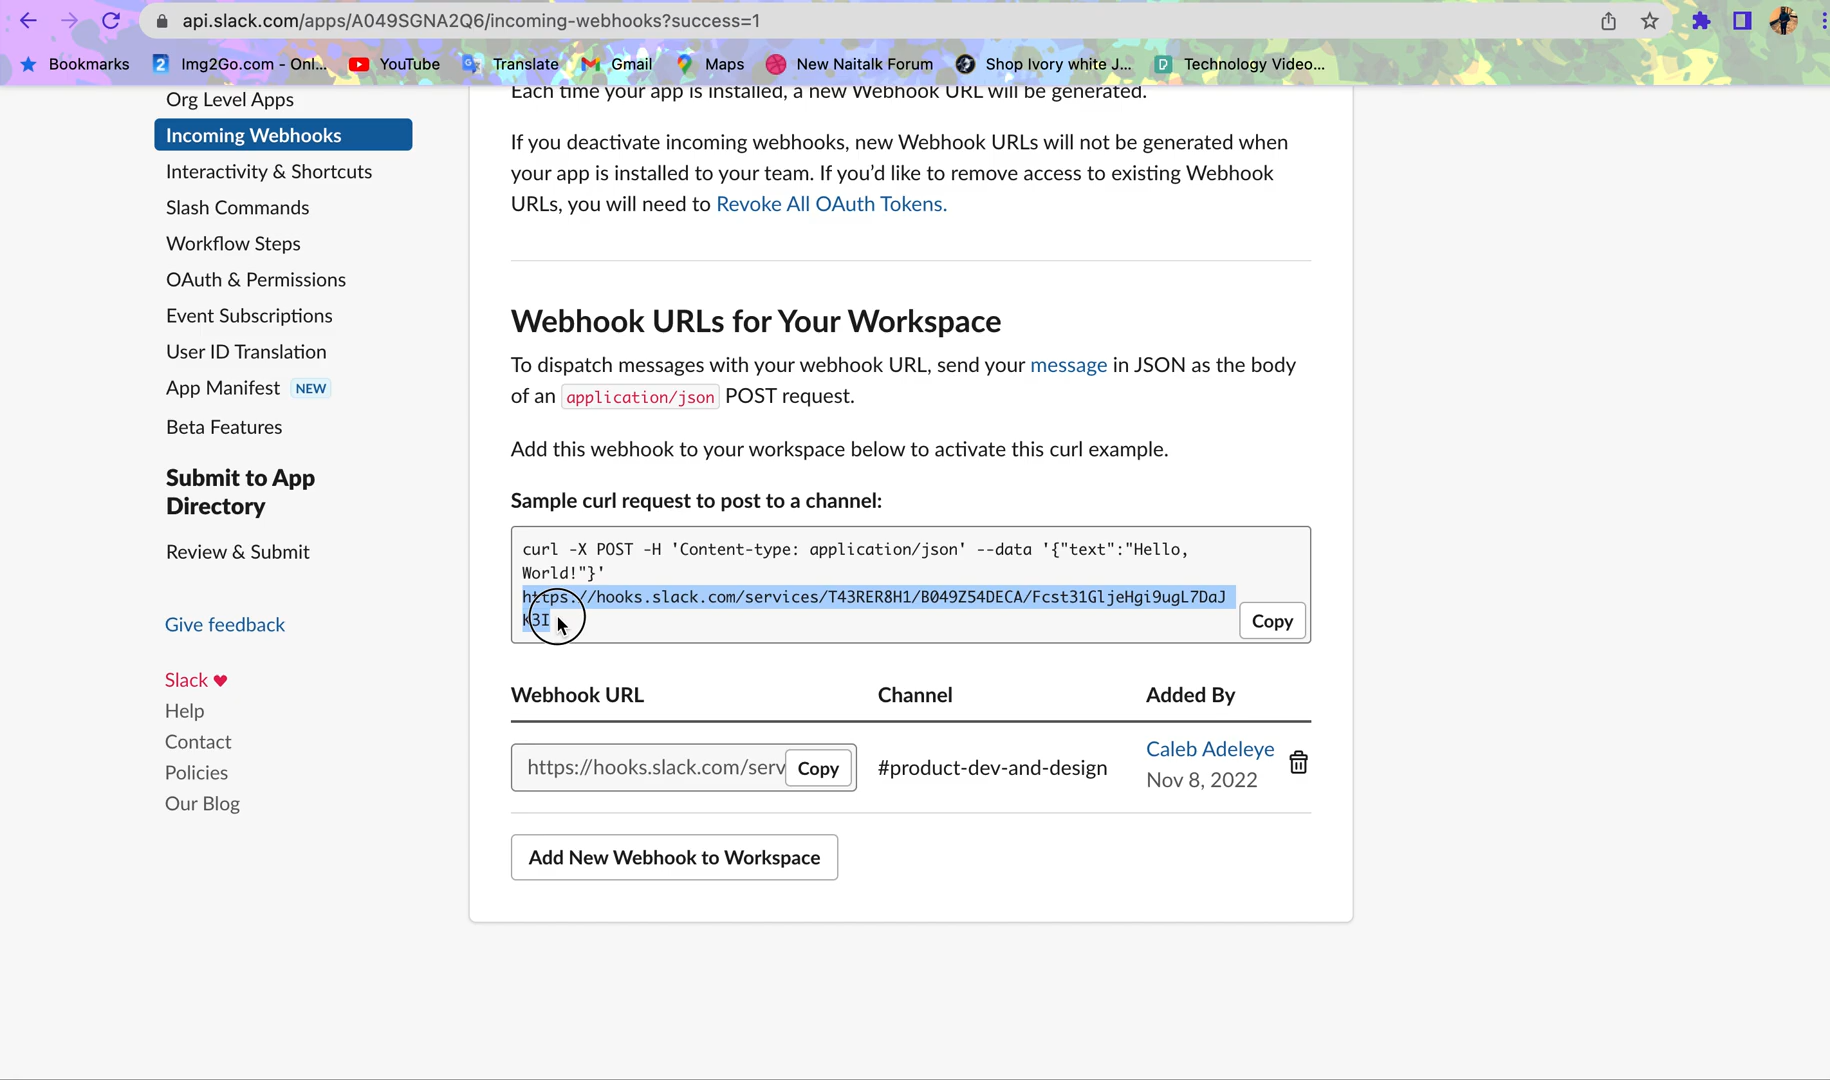 api.slack.com/apps/A049SGNA2Q6/incoming-webhooks?success=1
Bookmarks Img2Go.com - Onl... YouTube Translate Gmail Maps New Naitalk Forum Shop Ivory white J... Technology Video...
Org Level Apps
Incoming Webhooks
Interactivity & Shortcuts
Slash Commands
Workflow Steps
OAuth & Permissions
Event Subscriptions
User ID Translation
App Manifest NEW
Beta Features
Submit to App
Directory
Review & Submit
Give feedback
Slack ♥
Help
Contact
Policies
Our Blog
Each time your app is installed, a new Webhook URL will be generated.
If you deactivate incoming webhooks, new Webhook URLs will not be generated when
your app is installed to your team. If you’d like to remove access to existing Webhook
URLs, you will need to Revoke All OAuth Tokens.
Webhook URLs for Your Workspace
To dispatch messages with your webhook URL, send your message in JSON as the body
of an application/json POST request.
Add this webhook to your workspace below to activate this curl example.
Sample curl request to post to a channel:
curl -X POST -H 'Content-type: application/json' --data '{"text":"Hello,
World!"}'
https://hooks.slack.com/services/T43RER8H1/B049Z54DECA/Fcst31GljeHgi9ugL7DaJ
k3I
Copy
Webhook URL Channel Added By
https://hooks.slack.com/serv Copy #product-dev-and-design Caleb Adeleye
Nov 8, 2022
Add New Webhook to Workspace